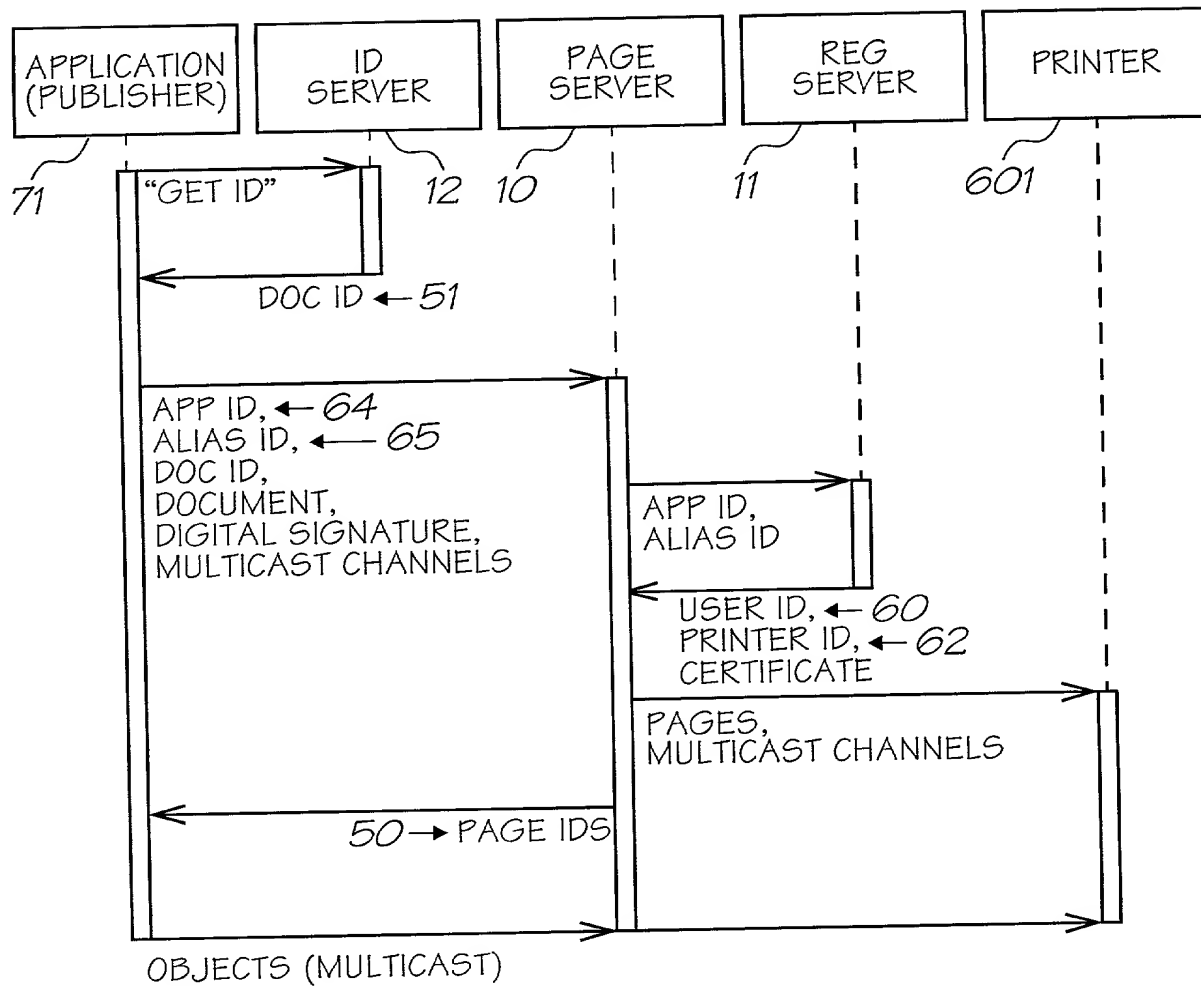 APPLICATION
(PUBLISHER)
ID
SERVER
PAGE
SERVER
REG
SERVER
PRINTER
71
12
10
11
601
“GET ID”
DOC ID 51
APP ID, 64
ALIAS ID, 65
DOC ID,
DOCUMENT,
DIGITAL SIGNATURE,
MULTICAST CHANNELS
APP ID,
ALIAS ID
USER ID, 60
PRINTER ID, 62
CERTIFICATE
PAGES,
MULTICAST CHANNELS
50 PAGE IDS
OBJECTS (MULTICAST)